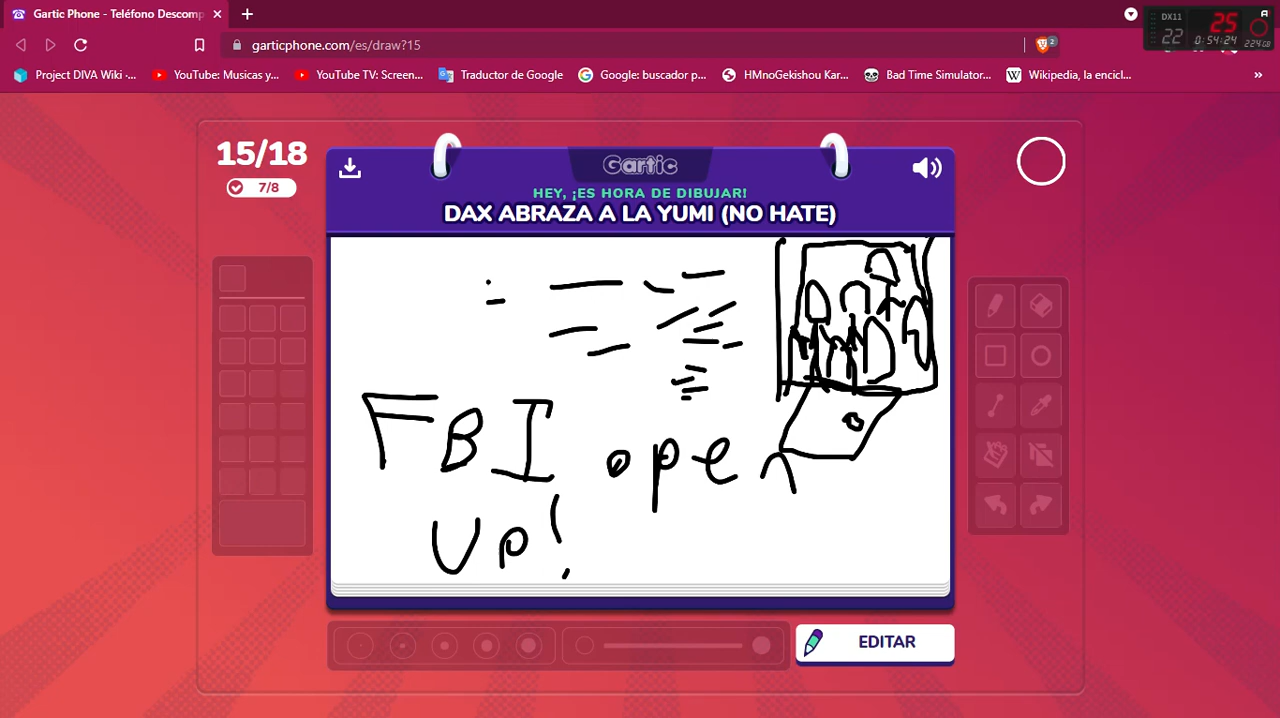 Gartic Phone - Teléfono Descomp
DX11 25
22 0:54:24 224GB
garticphone.com/es/draw?15
2
Project DIVA Wiki -...
YouTube: Musicas y...
YouTube TV: Screen...
Traductor de Google
Google: buscador p...
HMnoGekishou Kar...
Bad Time Simulator...
Wikipedia, la encicl...
15/18
7/8
Gartic
HEY, ¡ES HORA DE DIBUJAR!
DAX ABRAZA A LA YUMI (NO HATE)
FBI open
Up!
EDITAR